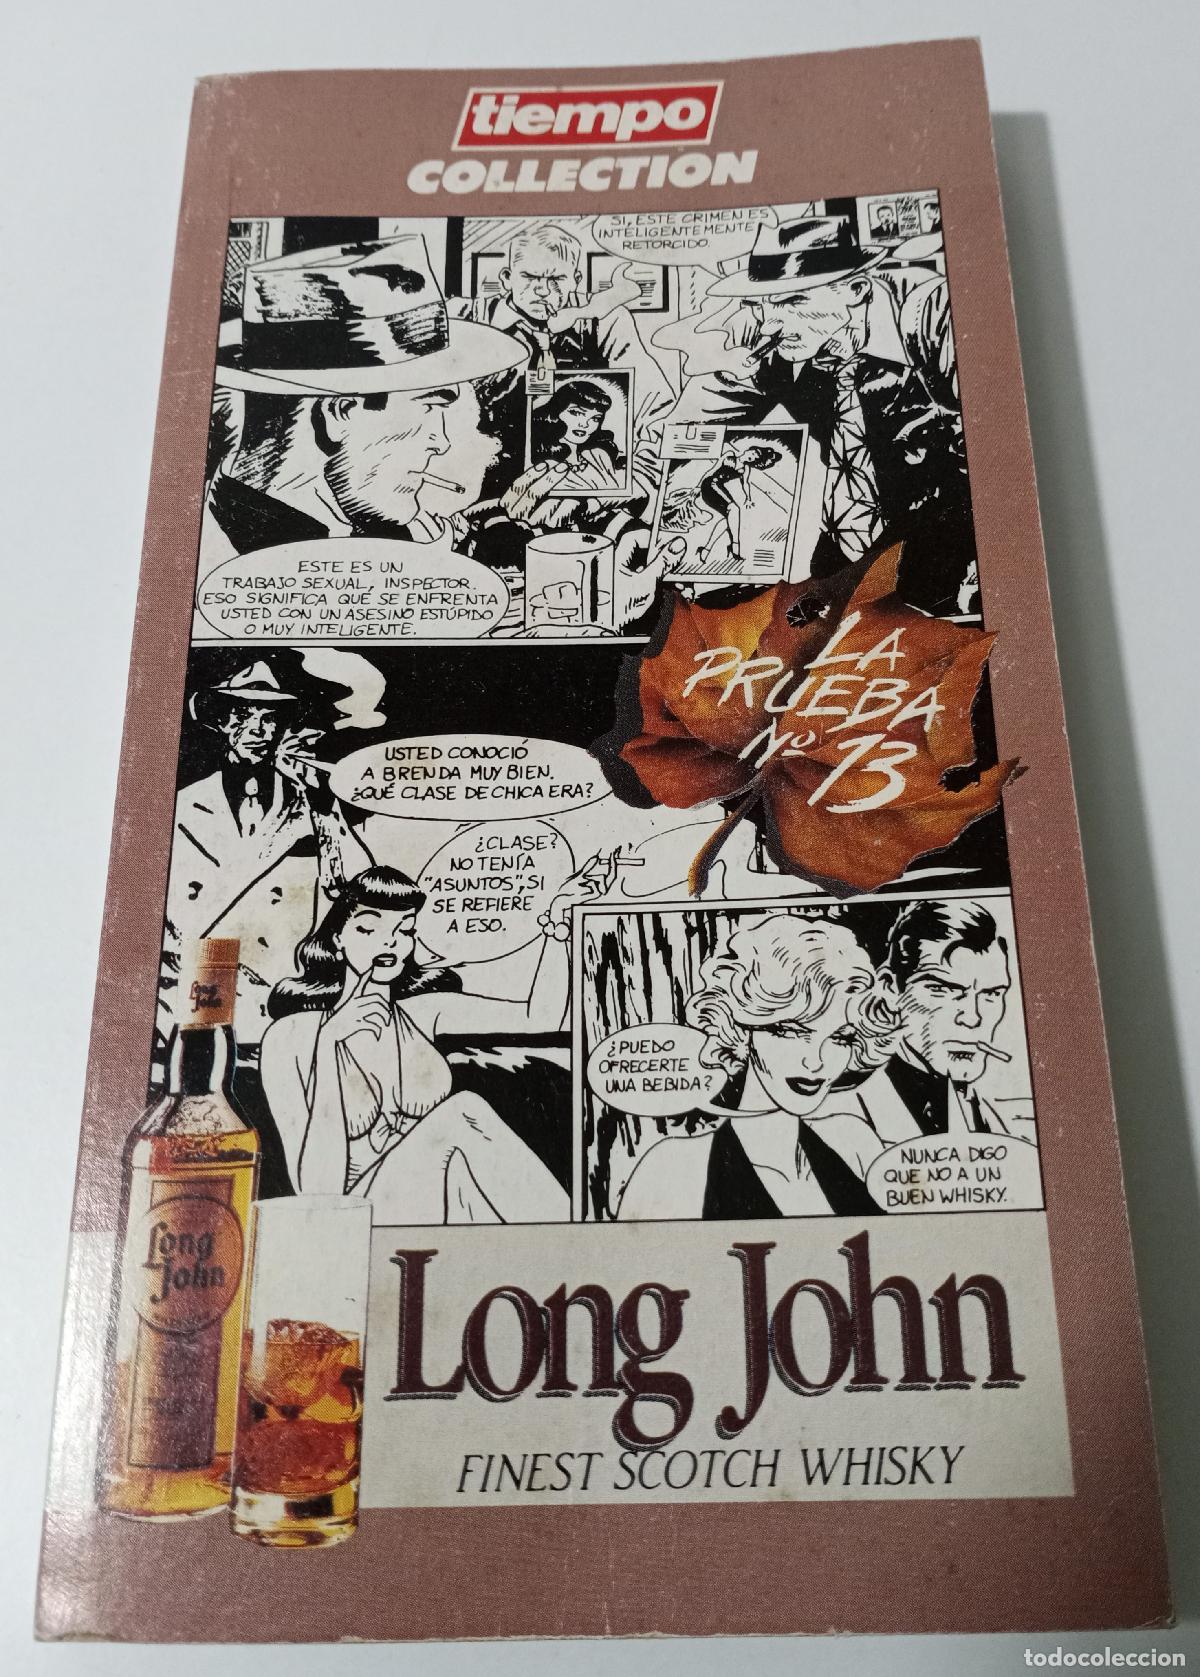 tiempo
COLLECTION
SI, ESTE CRIMEN ES
INTELIGENTEMENTE
RETORCIDO.
ESTE ES UN
TRABAJO SEXUAL, INSPECTOR.
ESO SIGNIFICA QUE SE ENFRENTA
USTED CON UN ASESINO ESTÚPIDO
O MUY INTELIGENTE.
LA
PRUEBA
Nº 13
USTED CONOCIÓ
A BRENDA MUY BIEN.
¿QUÉ CLASE DE CHICA ERA?
¿CLASE?
NO TENÍA
"ASUNTOS", SI
SE REFIERE
A ESO.
¿PUEDO
OFRECERTE
UNA BEBIDA?
NUNCA DIGO
QUE NO A UN
BUEN WHISKY.
Long
John
Long
John
Long John
FINEST SCOTCH WHISKY
todocoleccion